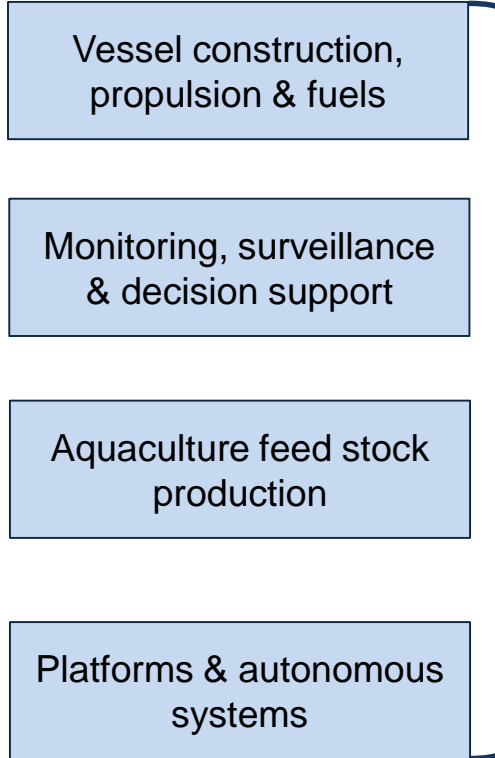 Vessel construction,
propulsion & fuels
Monitoring, surveillance
& decision support
Aquaculture feed stock
production
Platforms & autonomous
systems